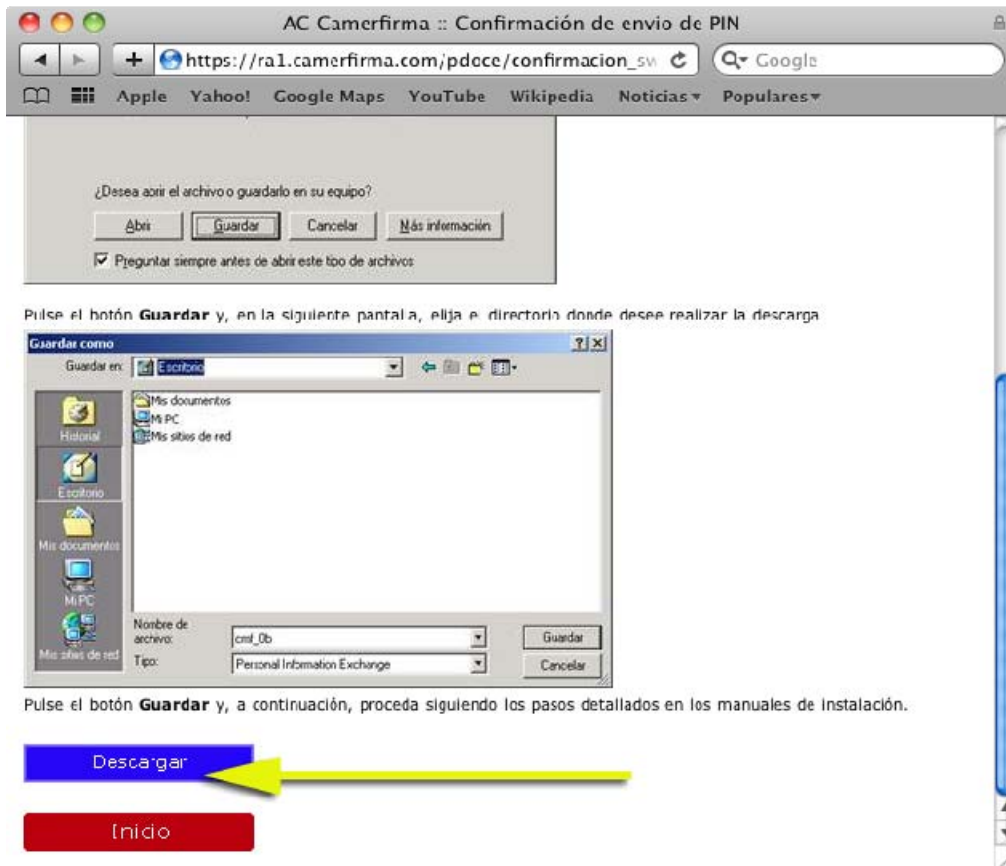 AC Camerfirma :: Confirmación de envio de PIN
https://ra1.camerfirma.com/pdoce/confirmacion_sw
Google
Apple Yahoo! Google Maps YouTube Wikipedia Noticias Populares
¿Desea abrir el archivo o guardarlo en su equipo?
Abrir Guardar Cancelar Más información
Preguntar siempre antes de abrir este tipo de archivos
Pulse el botón Guardar y, en la siguiente pantalla, elija el directorio donde desee realizar la descarga
Guardar como
Guardar en: Escritorio
Historial
Escritorio
Mis documentos
Mi PC
Mis sitios de red
Mis documentos
Mi PC
Mis sitios de red
Nombre de archivo: cmf_0b Guardar
Tipo: Personal Information Exchange Cancelar
Pulse el botón Guardar y, a continuación, proceda siguiendo los pasos detallados en los manuales de instalación.
Descargar
Inicio